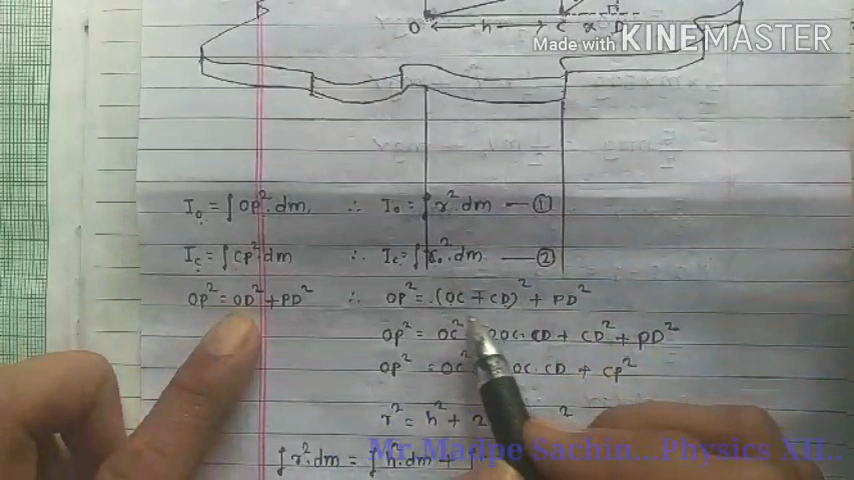 O h C x D
Made with KINEMASTER
I₀ = ∫OP².dm, ∴ I₀ = ∫r².dm — ①
I_C = ∫CP².dm ∴ I_C = ∫r₀².dm — ②
OP² = OD² + PD² ∴ OP² = (OC + CD)² + PD²
OP² = OC² 2OC.CD + CD² + PD²
OP² = OC² OC.CD + CP²
r² = h² + 2 ²
Mr.Madpe Sachin...Physics XII..
∫r².dm = ∫h².dm +